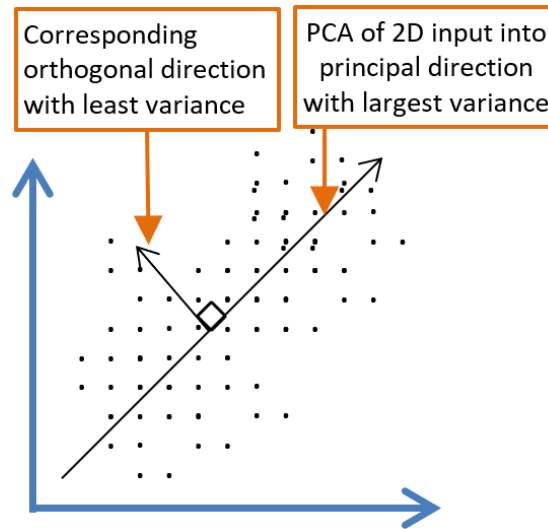 Corresponding
orthogonal direction
with least variance
PCA of 2D input into
principal direction
with largest variance